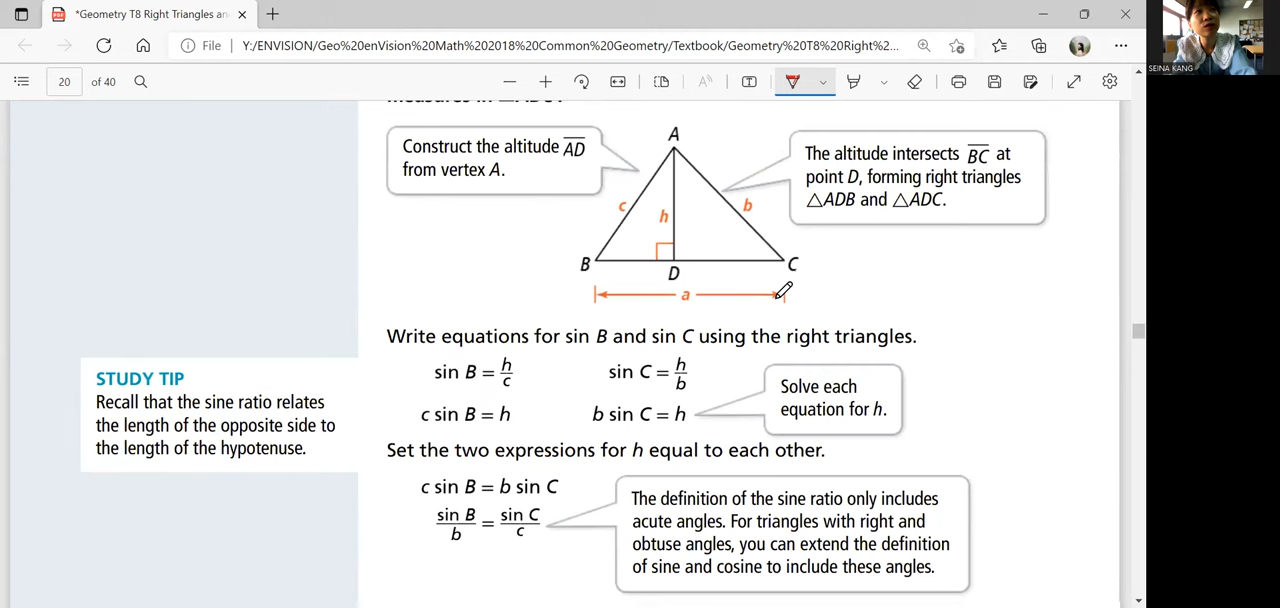 *Geometry T8 Right Triangles an
File
Y:/ENVISION/Geo%20enVision%20Math%202018%20Common%20Geometry/Textbook/Geometry%20T8%20Right%2...
20 of 40
SEINA KANG
Construct the altitude AD
from vertex A.
A
The altitude intersects BC at
point D, forming right triangles
△ADB and △ADC.
c
h
b
B
D
C
a
Write equations for sin B and sin C using the right triangles.
sin B = h/c
sin C = h/b
c sin B = h
b sin C = h
Solve each
equation for h.
STUDY TIP
Recall that the sine ratio relates
the length of the opposite side to
the length of the hypotenuse.
Set the two expressions for h equal to each other.
c sin B = b sin C
sin B/b = sin C/c
The definition of the sine ratio only includes
acute angles. For triangles with right and
obtuse angles, you can extend the definition
of sine and cosine to include these angles.